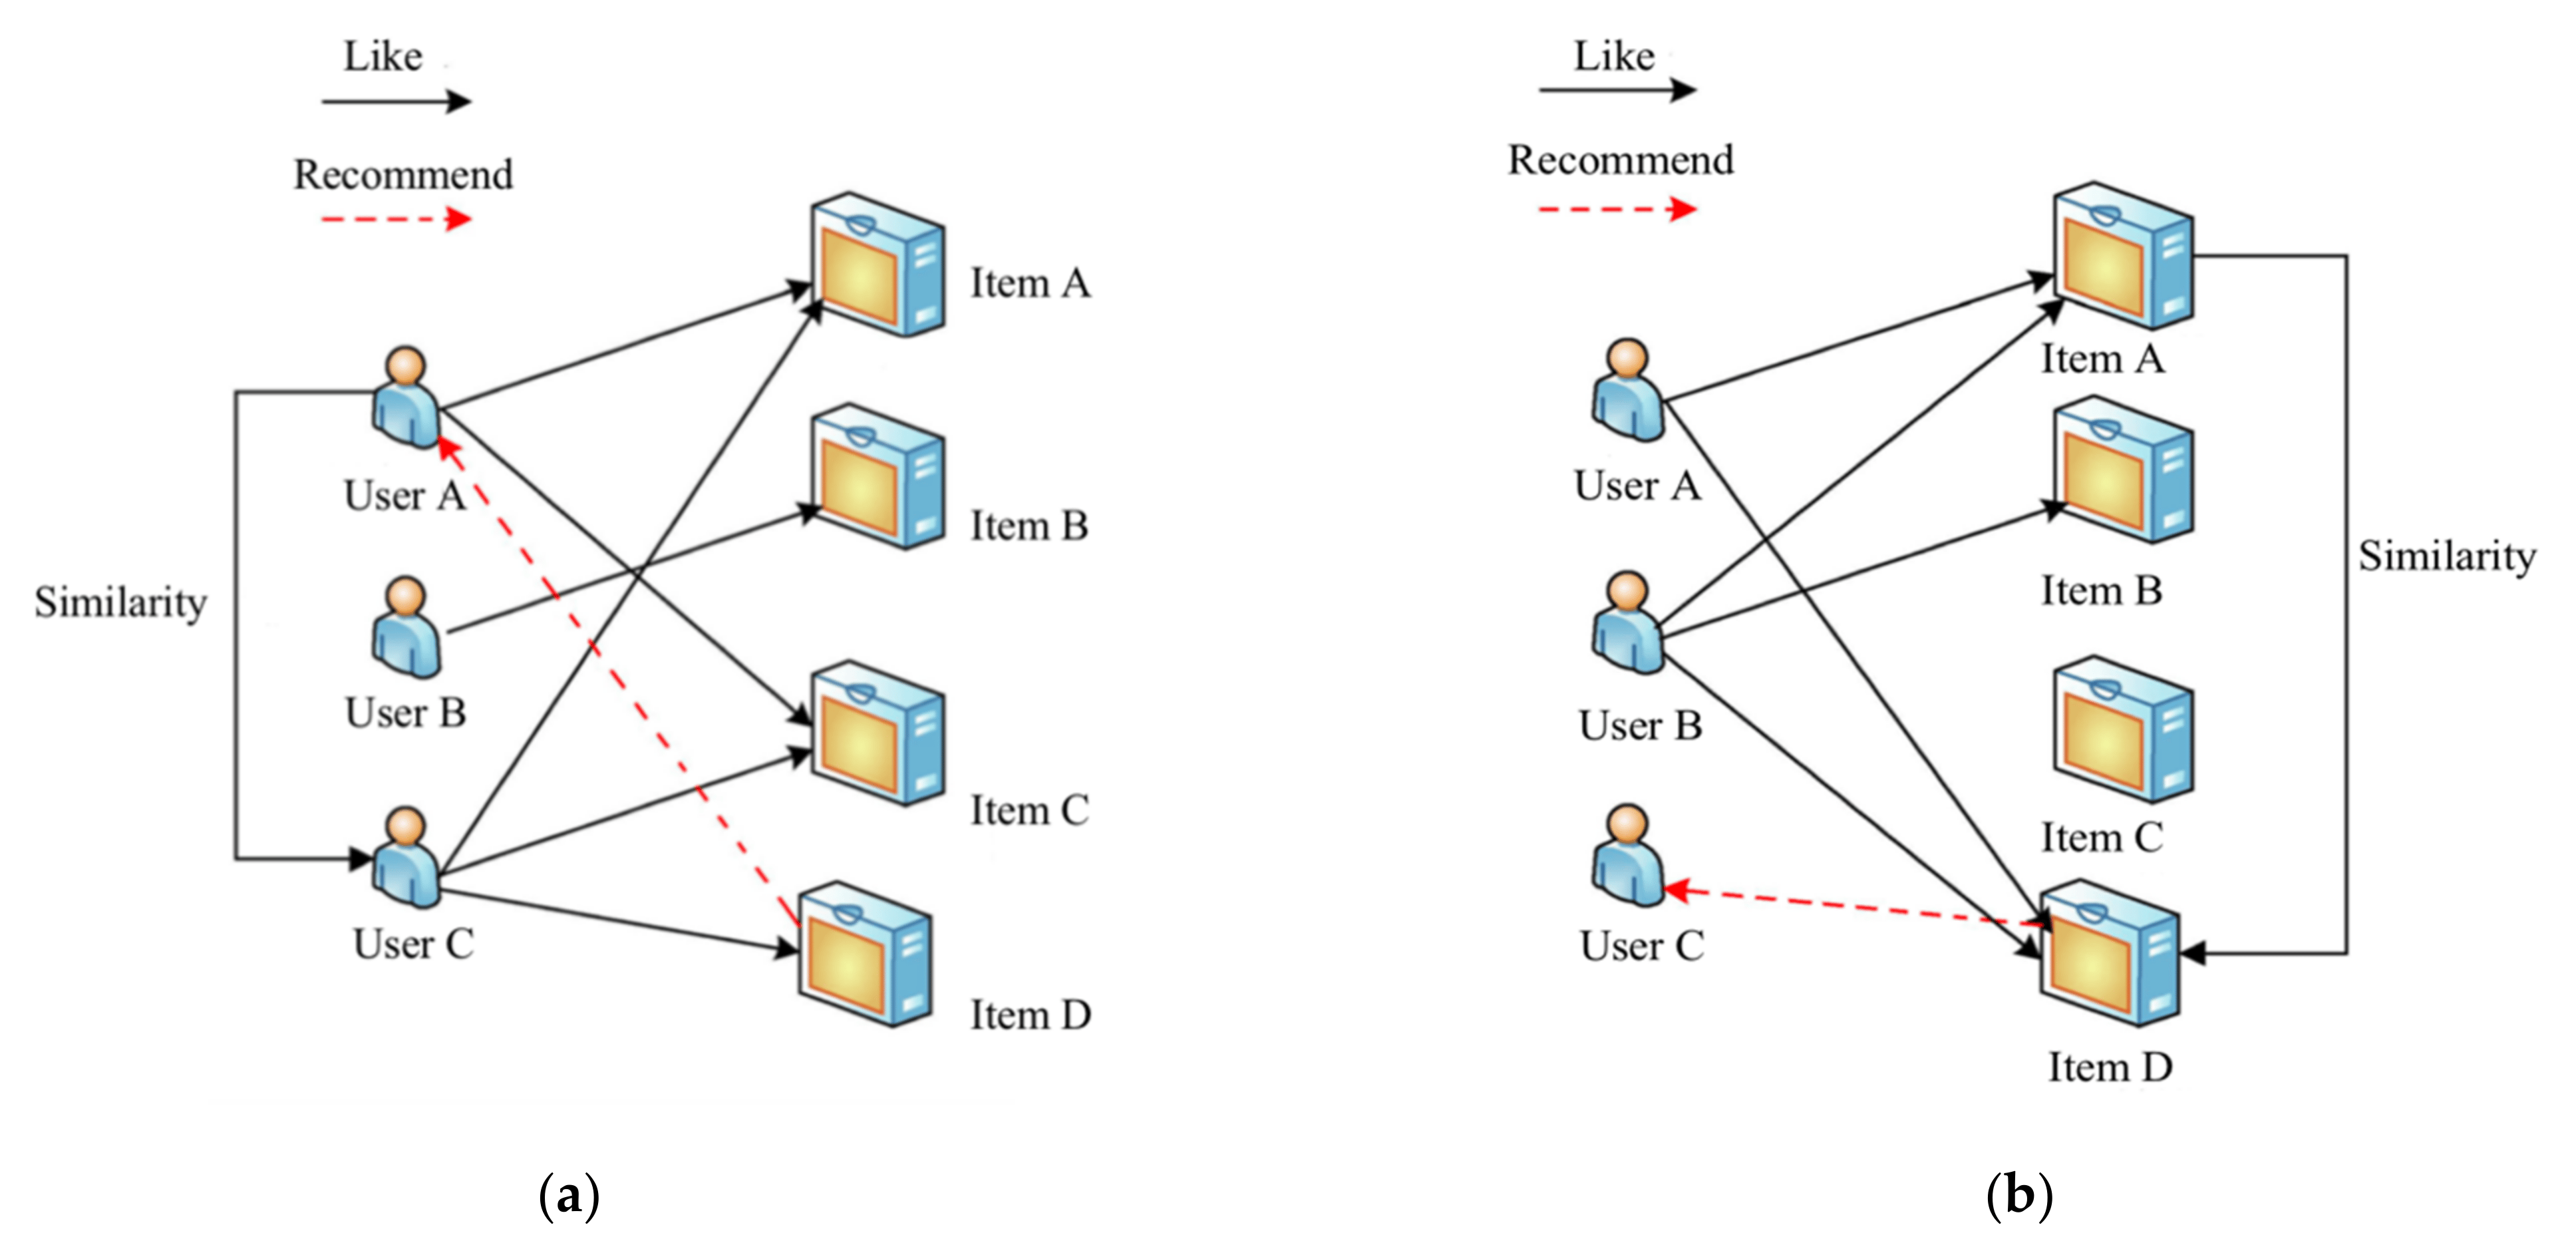 Like
Recommend
Item A
User A
Item B
Similarity
User B
Item C
User C
Item D
(a)
Like
Recommend
Item A
User A
Similarity
Item B
User B
Item C
User C
Item D
(b)